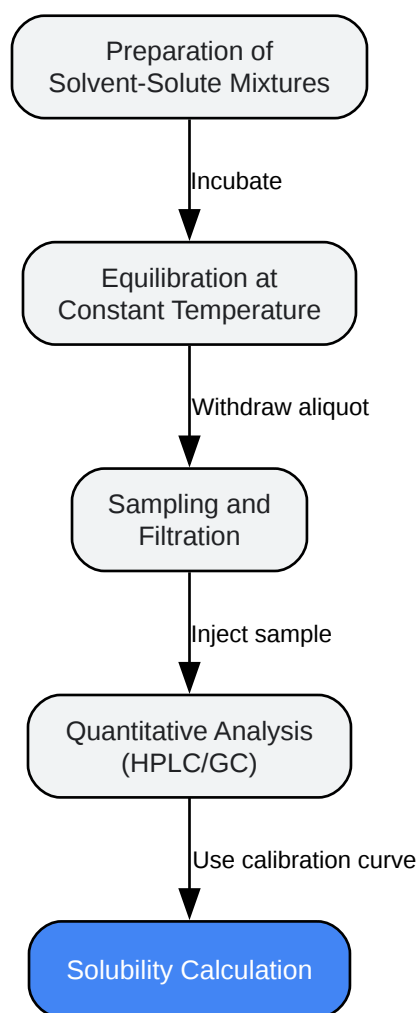 Preparation of
Solvent-Solute Mixtures
Incubate
Equilibration at
Constant Temperature
Withdraw aliquot
Sampling and
Filtration
Inject sample
Quantitative Analysis
(HPLC/GC)
Use calibration curve
Solubility Calculation